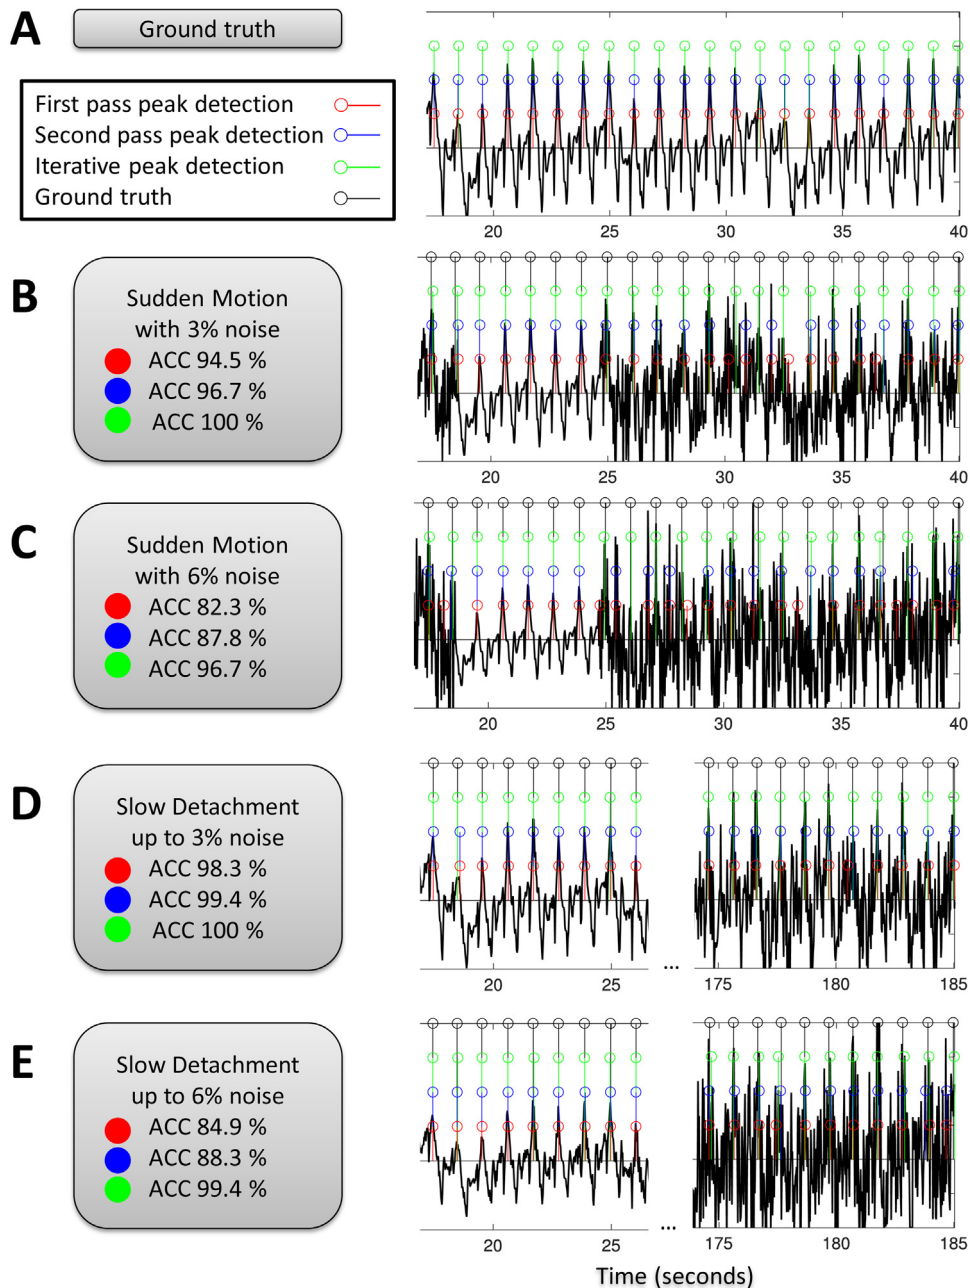 A
Ground truth
First pass peak detection
Second pass peak detection
Iterative peak detection
Ground truth
20 25 30 35 40
B
Sudden Motion
with 3% noise
ACC 94.5 %
ACC 96.7 %
ACC 100 %
20 25 30 35 40
C
Sudden Motion
with 6% noise
ACC 82.3 %
ACC 87.8 %
ACC 96.7 %
20 25 30 35 40
D
Slow Detachment
up to 3% noise
ACC 98.3 %
ACC 99.4 %
ACC 100 %
...
20 25 175 180 185
E
Slow Detachment
up to 6% noise
ACC 84.9 %
ACC 88.3 %
ACC 99.4 %
...
20 25 175 180 185
Time (seconds)